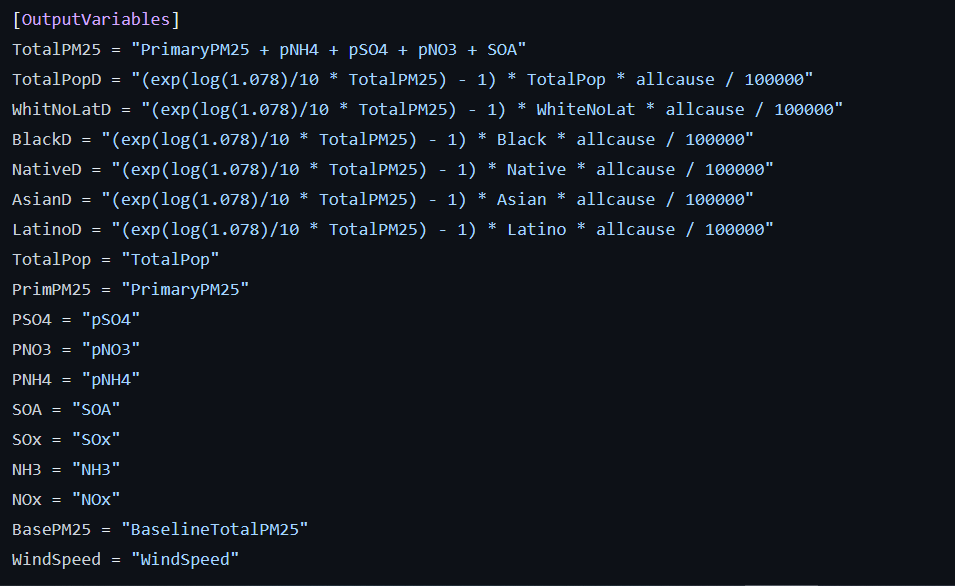 [OutputVariables]
TotalPM25 = "PrimaryPM25 + pNH4 + pSO4 + pNO3 + SOA"
TotalPopD = "(exp(log(1.078)/10 * TotalPM25) - 1) * TotalPop * allcause / 100000"
WhitNoLatD = "(exp(log(1.078)/10 * TotalPM25) - 1) * WhiteNoLat * allcause / 100000"
BlackD = "(exp(log(1.078)/10 * TotalPM25) - 1) * Black * allcause / 100000"
NativeD = "(exp(log(1.078)/10 * TotalPM25) - 1) * Native * allcause / 100000"
AsianD = "(exp(log(1.078)/10 * TotalPM25) - 1) * Asian * allcause / 100000"
LatinoD = "(exp(log(1.078)/10 * TotalPM25) - 1) * Latino * allcause / 100000"
TotalPop = "TotalPop"
PrimPM25 = "PrimaryPM25"
PSO4 = "pSO4"
PNO3 = "pNO3"
PNH4 = "pNH4"
SOA = "SOA"
SOx = "SOx"
NH3 = "NH3"
NOx = "NOx"
BasePM25 = "BaselineTotalPM25"
WindSpeed = "WindSpeed"